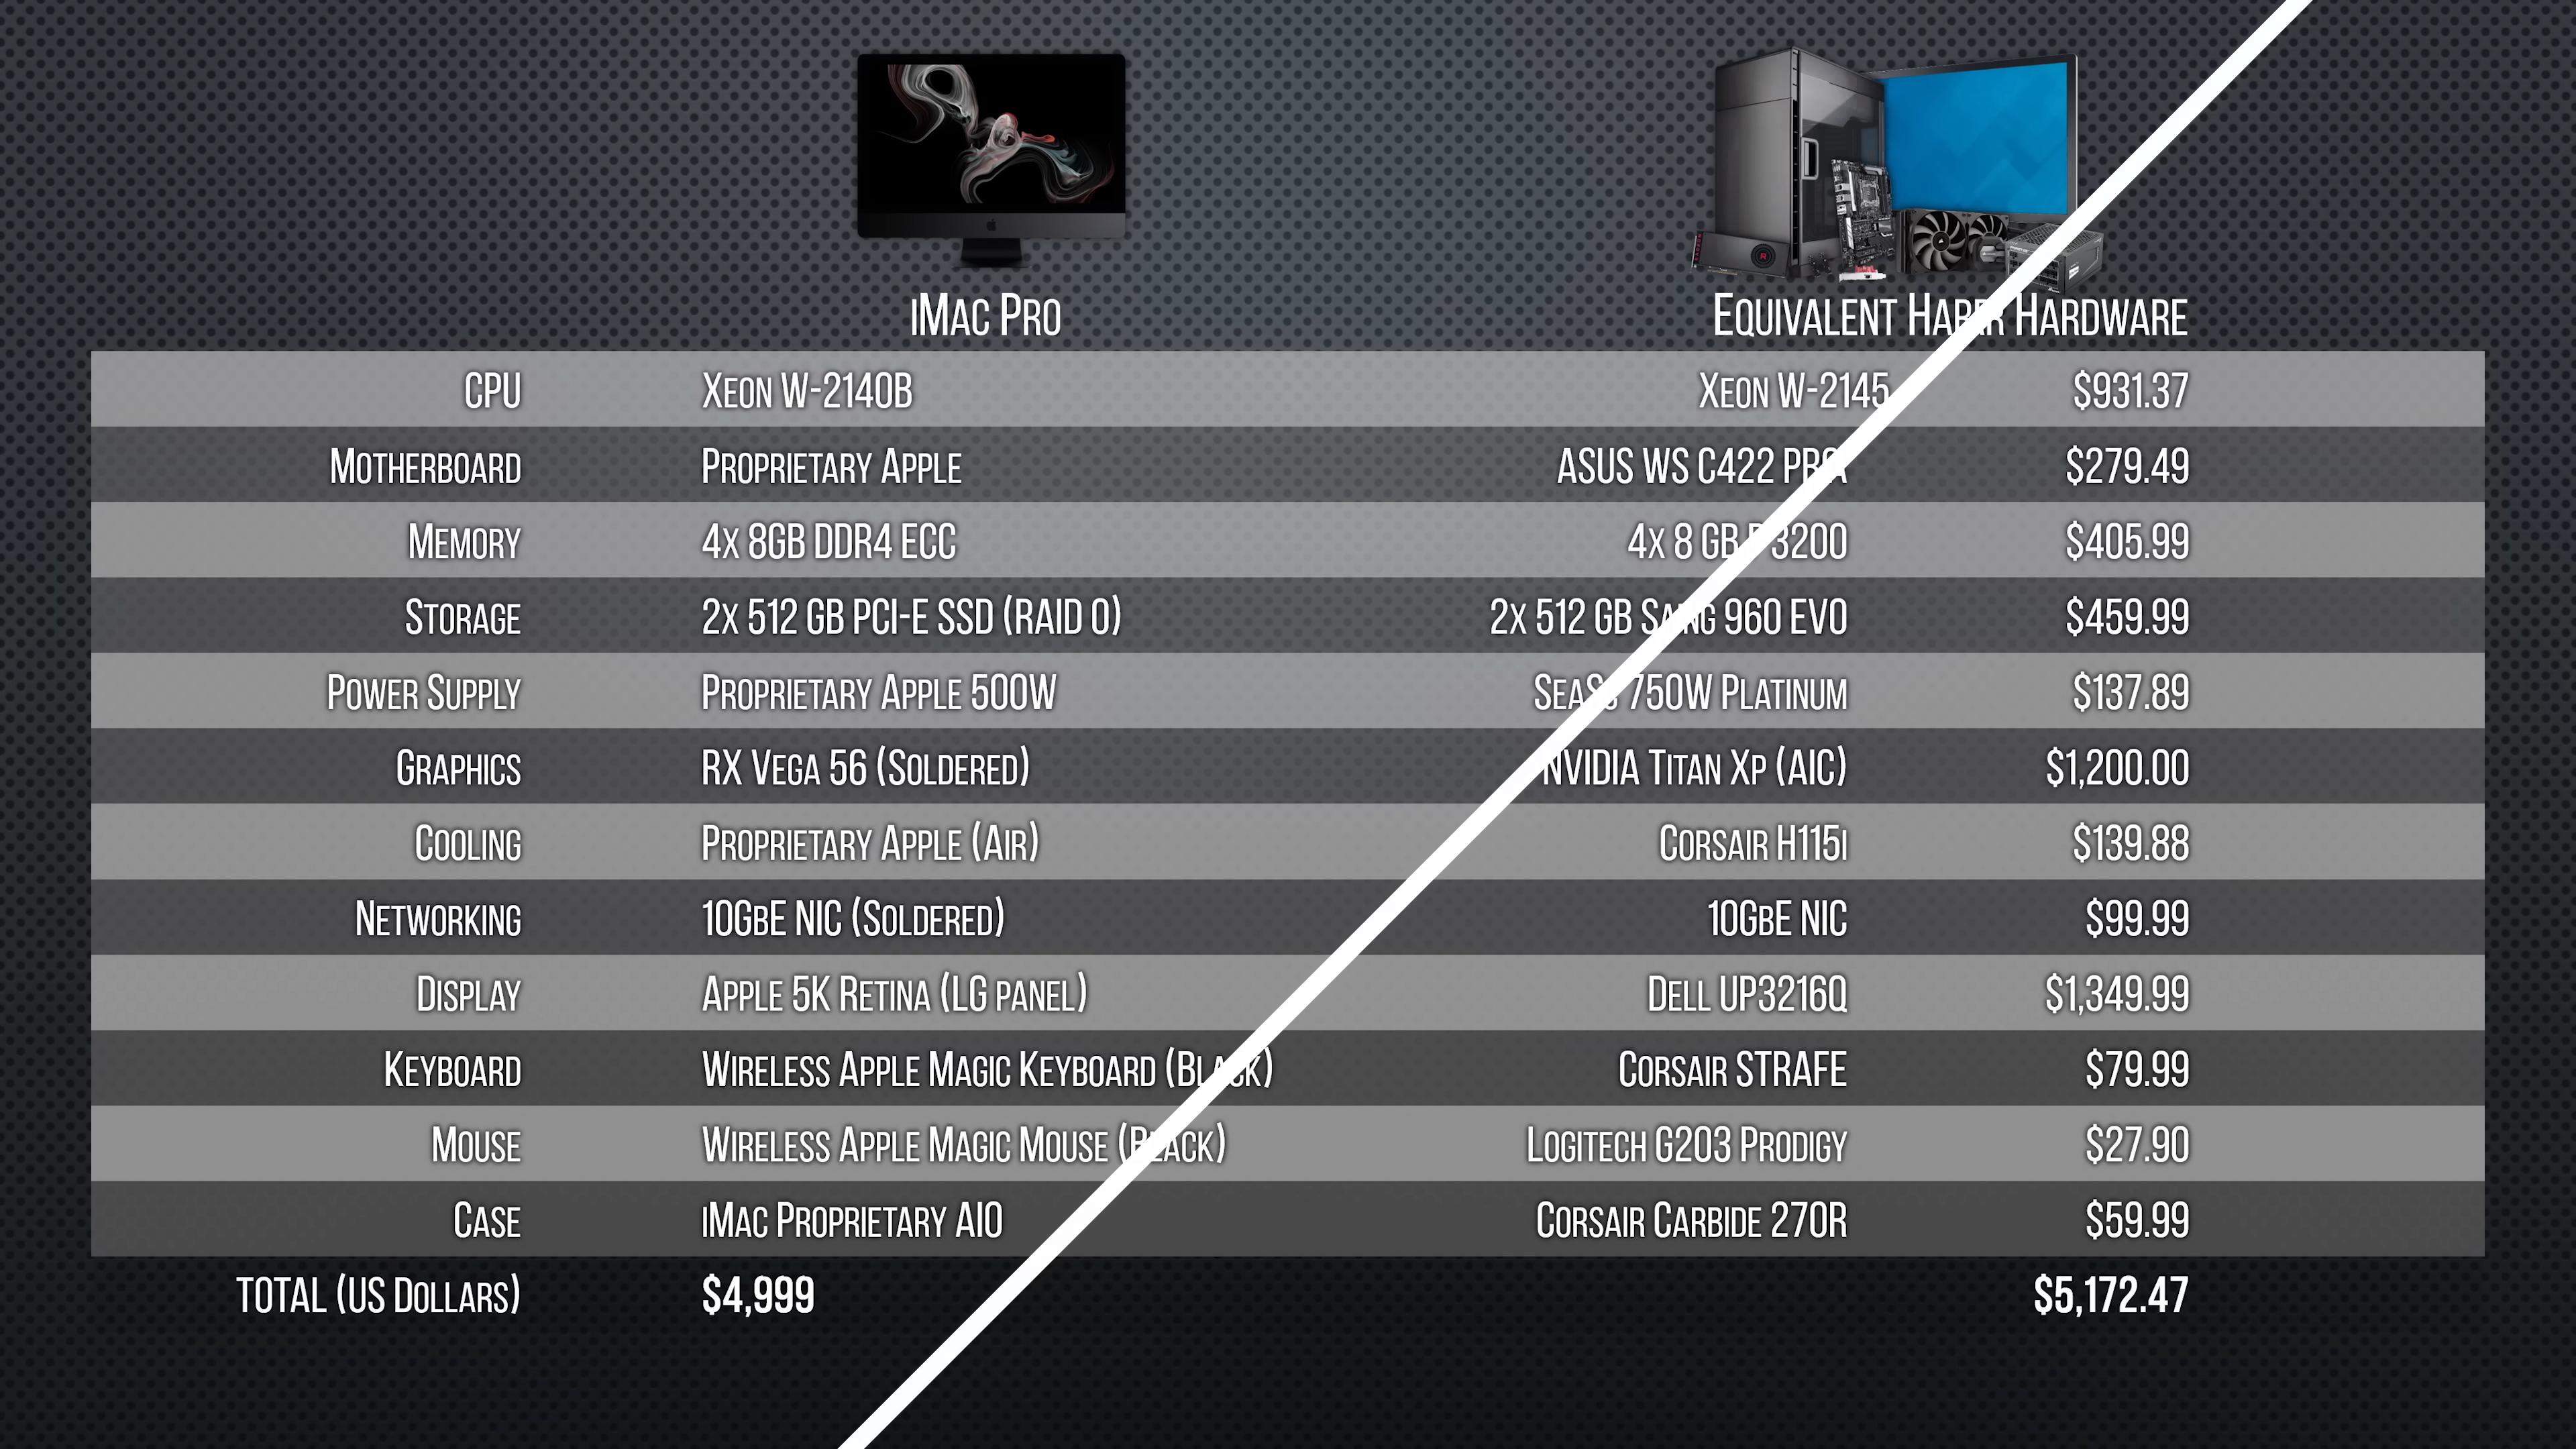 iMac Pro
Equivalent Hardware
CPU Xeon W-2140B Xeon W-2145 $931.37
Motherboard Proprietary Apple ASUS WS C422 $279.49
Memory 4x 8GB DDR4 ECC 4x 8 GB 3200 $405.99
Storage 2x 512 GB PCI-E SSD (RAID 0) 2x 512 GB 960 EVO $459.99
Power Supply Proprietary Apple 500W 750W Platinum $137.89
Graphics RX Vega 56 (Soldered) NVIDIA Titan Xp (AIC) $1,200.00
Cooling Proprietary Apple (Air) Corsair H115i $139.88
Networking 10GbE NIC (Soldered) 10GbE NIC $99.99
Display Apple 5K Retina (LG panel) Dell UP3216Q $1,349.99
Keyboard Wireless Apple Magic Keyboard (Black) Corsair STRAFE $79.99
Mouse Wireless Apple Magic Mouse (Black) Logitech G203 Prodigy $27.90
Case iMac Proprietary AIO Corsair Carbide 270R $59.99
TOTAL (US Dollars) $4,999 $5,172.47